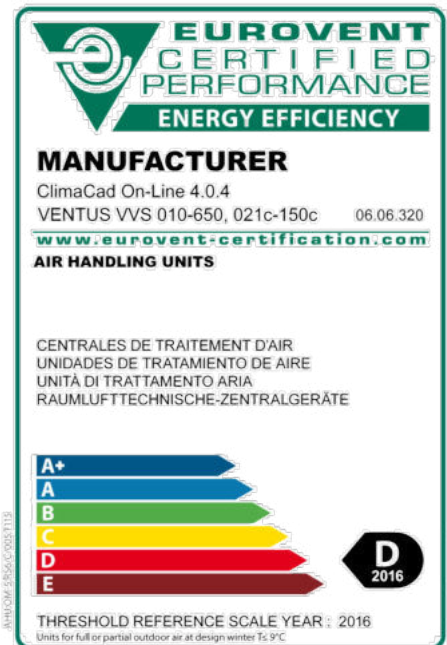 EUROVENT
CERTIFIED
PERFORMANCE
ENERGY EFFICIENCY
MANUFACTURER
ClimaCad On-Line 4.0.4
VENTUS VVS 010-650, 021c-150c 06.06.320
www.eurovent-certification.com
AIR HANDLING UNITS
CENTRALES DE TRAITEMENT D'AIR
UNIDADES DE TRATAMIENTO DE AIRE
UNITÀ DI TRATTAMENTO ARIA
RAUMLUFTTECHNISCHE-ZENTRALGERÄTE
A+
A
B
C
D
E
D
2016
THRESHOLD REFERENCE SCALE YEAR : 2016
Units for full or partial outdoor air at design winter T≤ 9°C